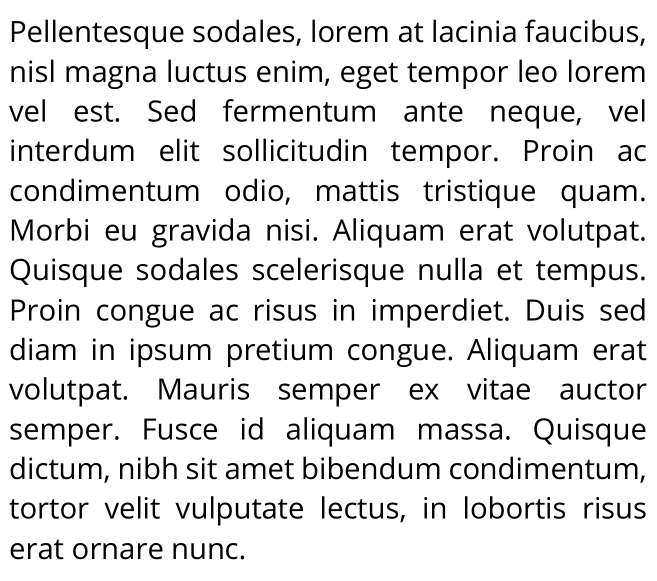 Pellentesque sodales, lorem at lacinia faucibus,
nisl magna luctus enim, eget tempor leo lorem
vel est. Sed fermentum ante neque, vel
interdum elit sollicitudin tempor. Proin ac
condimentum odio, mattis tristique quam.
Morbi eu gravida nisi. Aliquam erat volutpat.
Quisque sodales scelerisque nulla et tempus.
Proin congue ac risus in imperdiet. Duis sed
diam in ipsum pretium congue. Aliquam erat
volutpat. Mauris semper ex vitae auctor
semper. Fusce id aliquam massa. Quisque
dictum, nibh sit amet bibendum condimentum,
tortor velit vulputate lectus, in lobortis risus
erat ornare nunc.